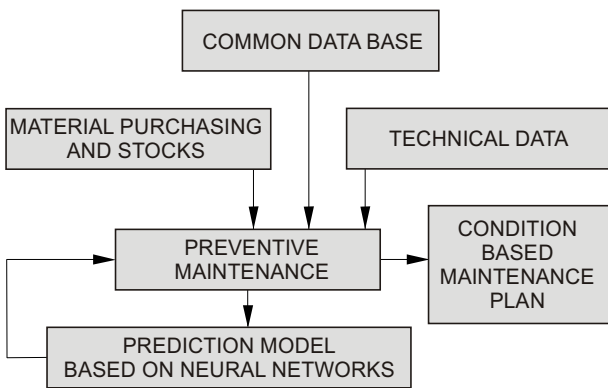 COMMON DATA BASE
MATERIAL PURCHASING
AND STOCKS
TECHNICAL DATA
PREVENTIVE
MAINTENANCE
CONDITION
BASED
MAINTENANCE
PLAN
PREDICTION MODEL
BASED ON NEURAL NETWORKS